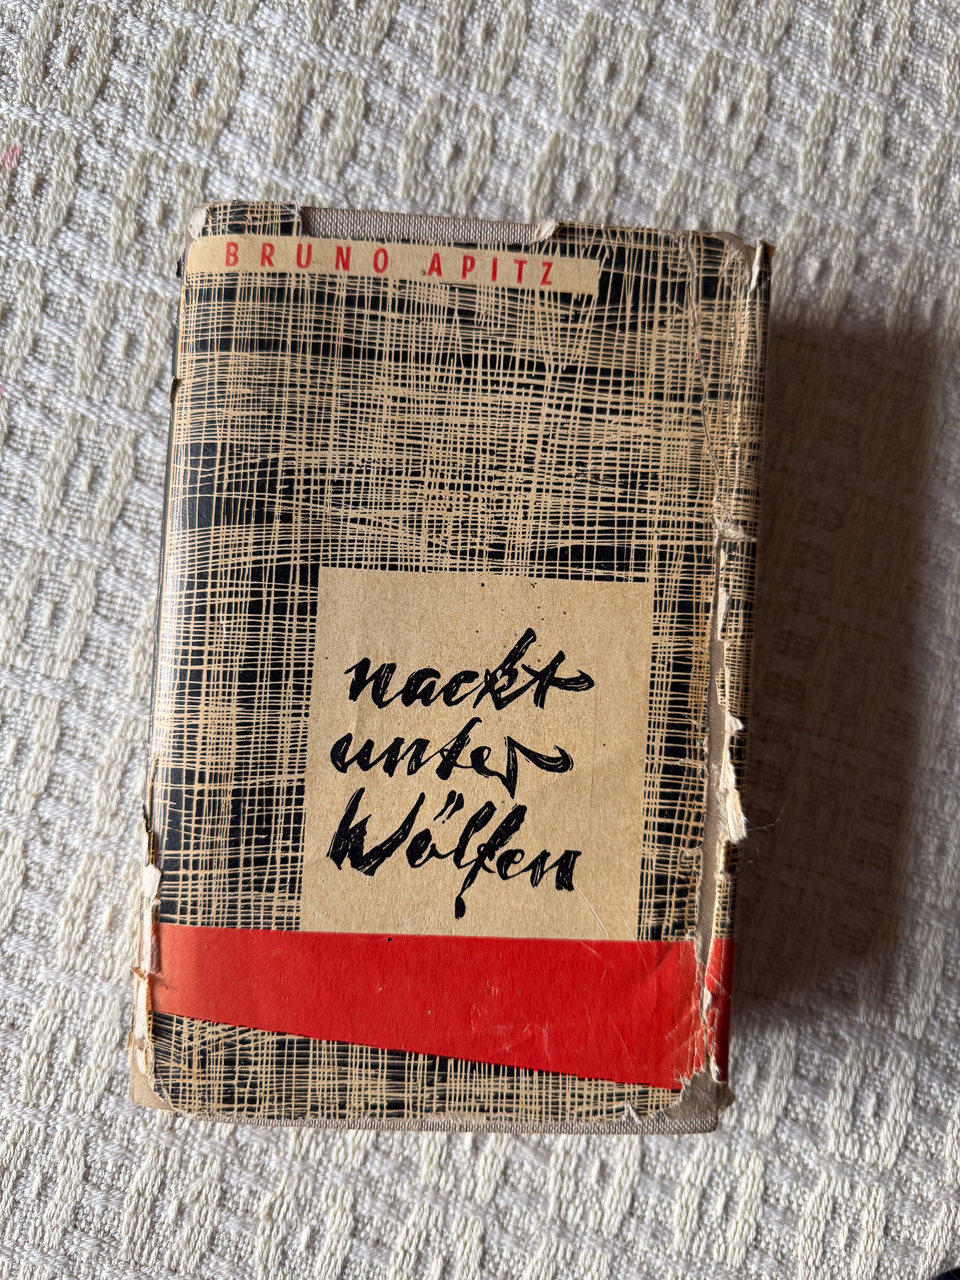 BRUNO APITZ
nackt
unter
Wölfen